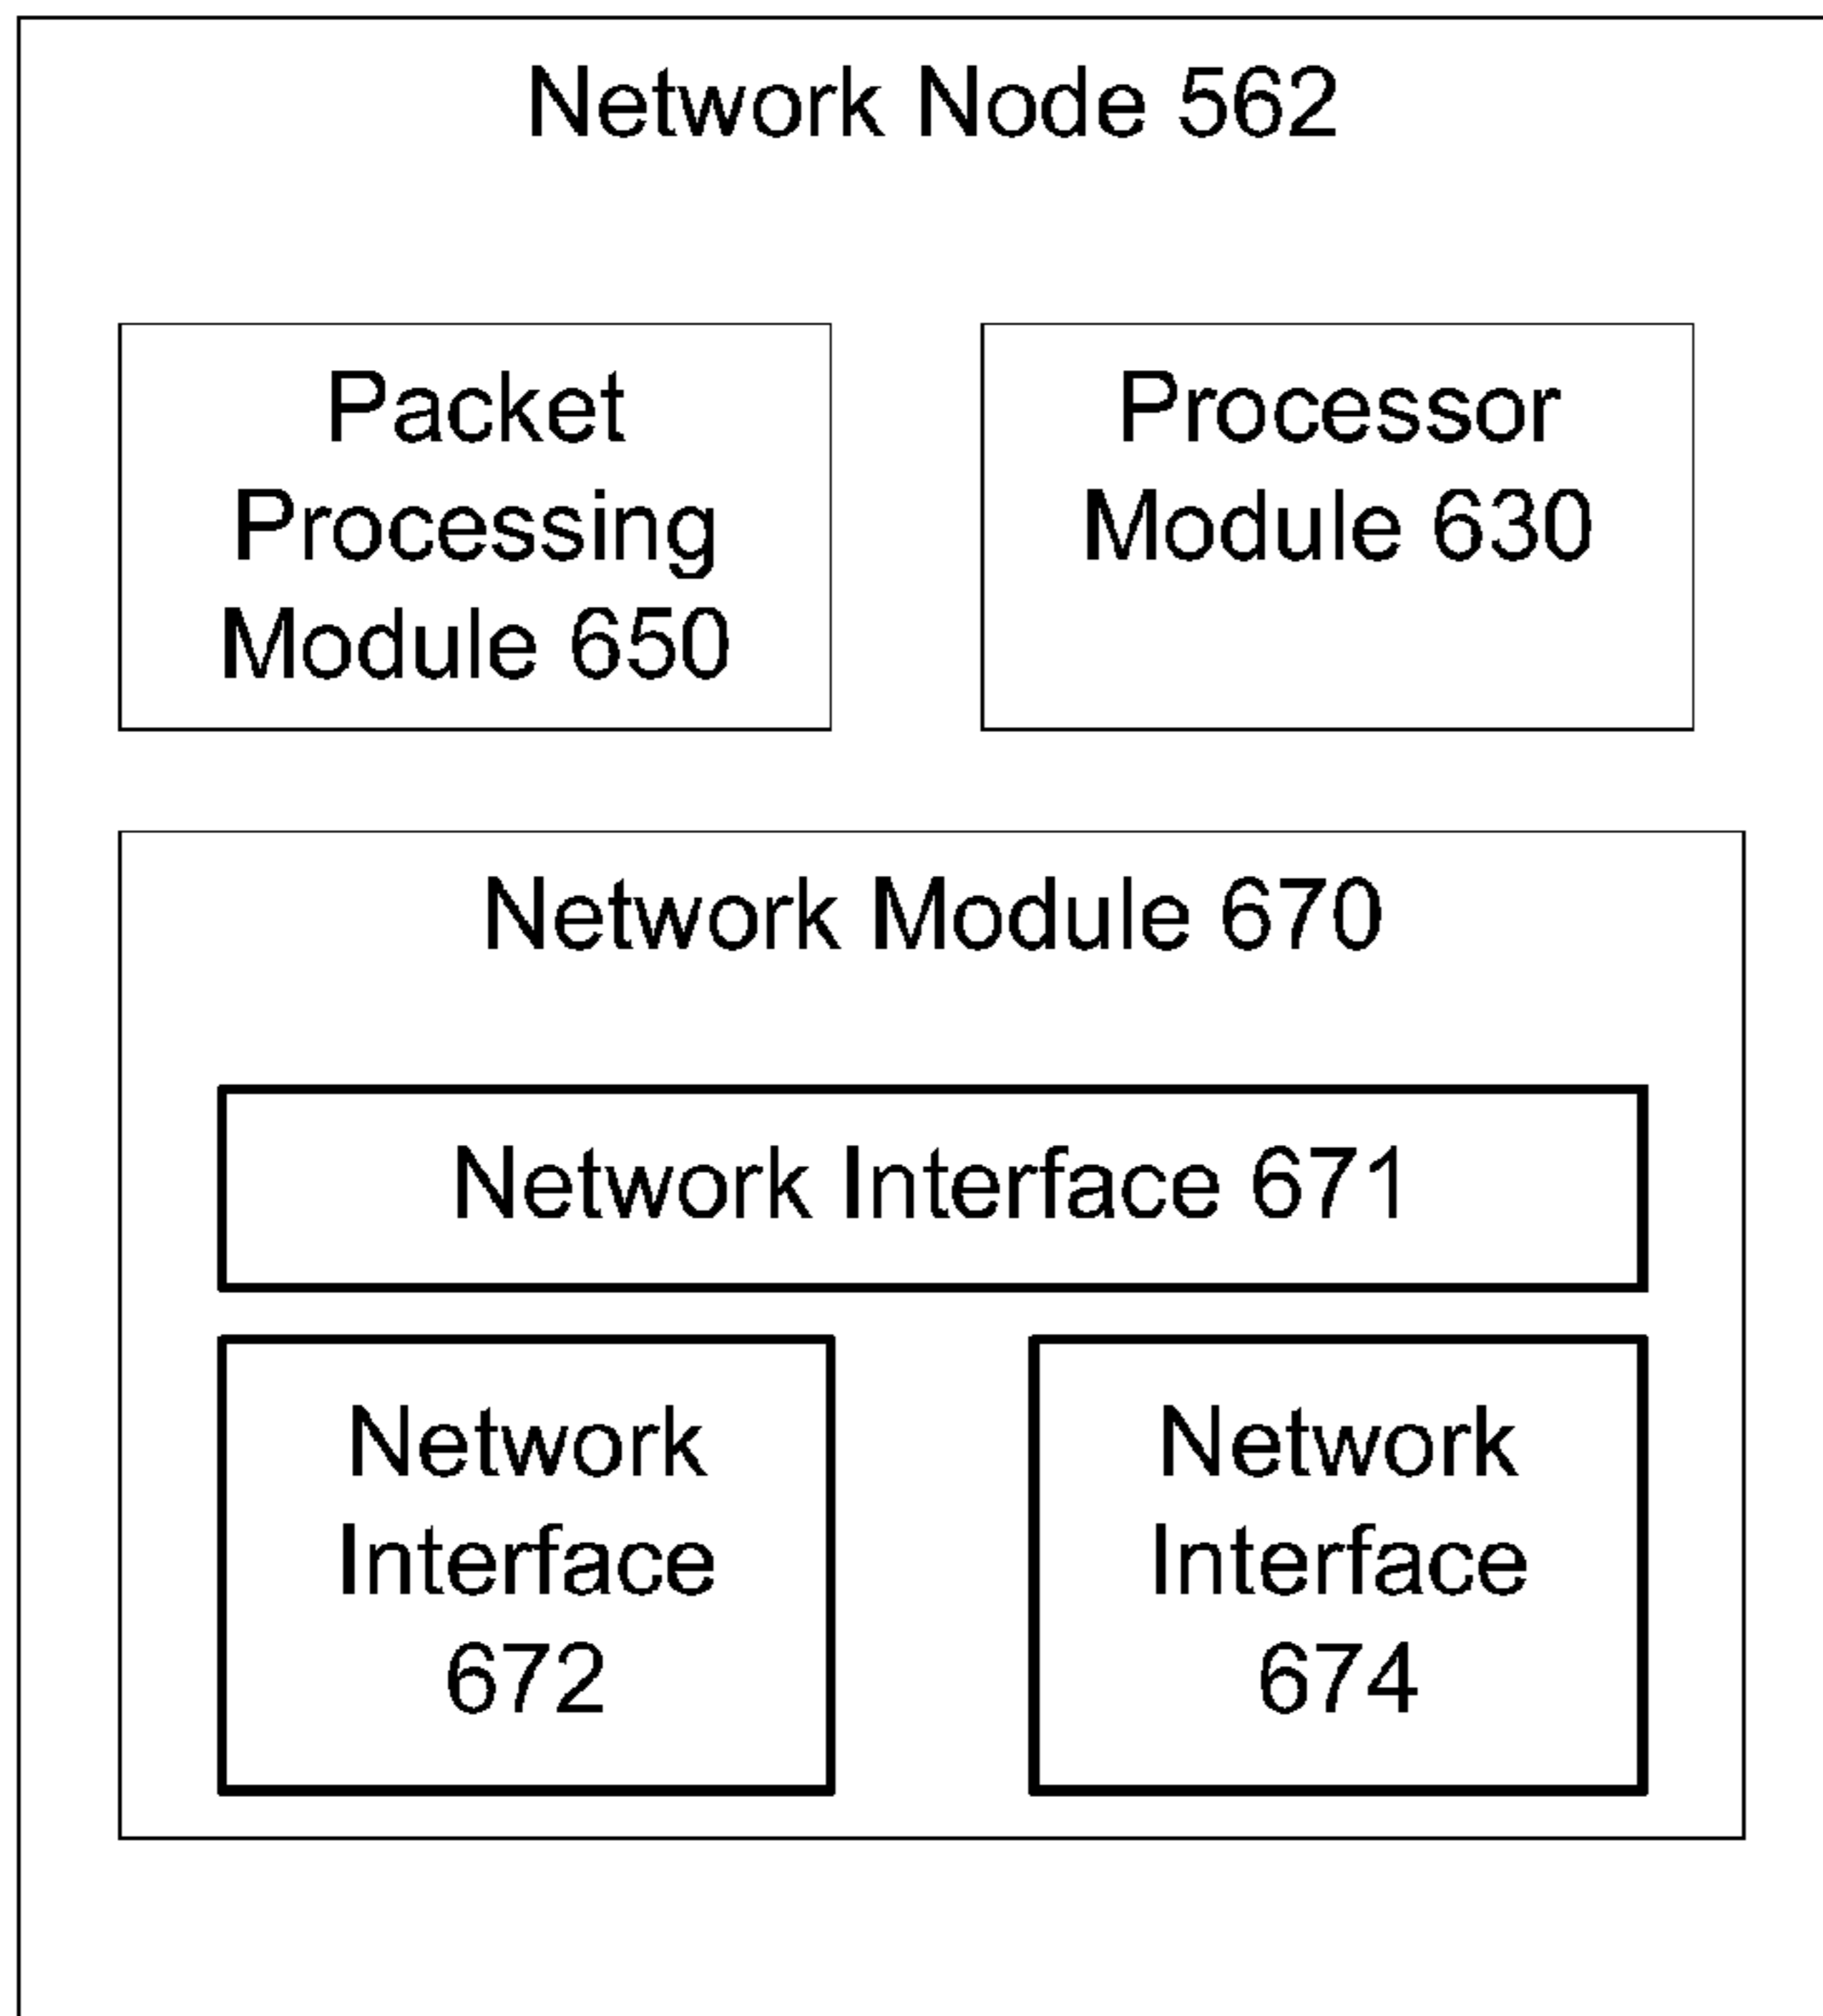 Network Node 562
Packet
Processing
Module 650
Processor
Module 630
Network Module 670
Network Interface 671
Network
Interface
672
Network
Interface
674